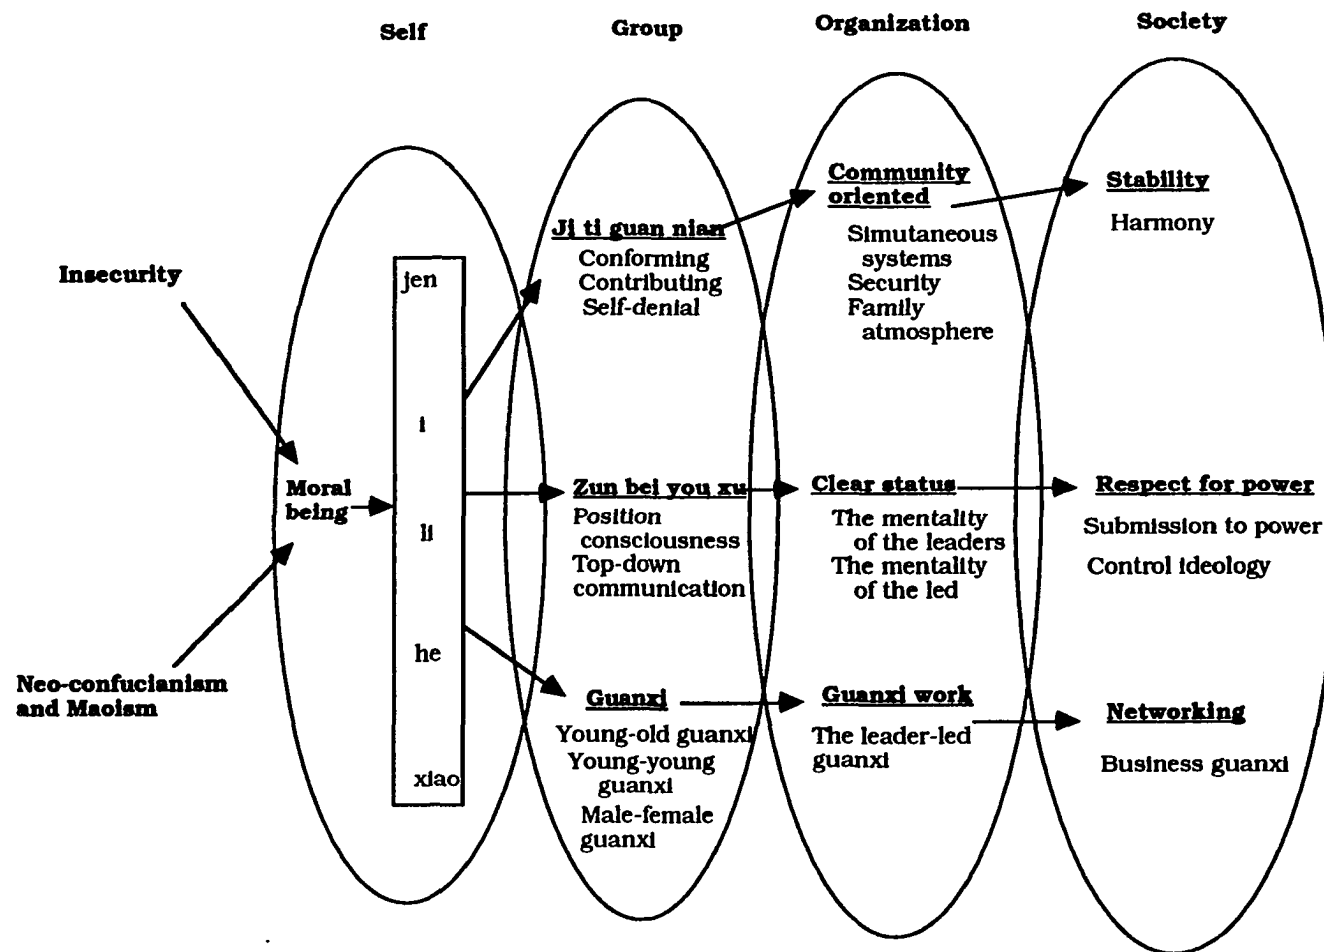 Self
Group
Organization
Society
Insecurity
Neo-confucianism
and Maoism
Moral
being
jen
i
li
he
xiao
Ji ti guan nian
Conforming
Contributing
Self-denial
Zun bei you xu
Position
consciousness
Top-down
communication
Guanxi
Young-old guanxi
Young-young
guanxi
Male-female
guanxi
Community
oriented
Simutaneous
systems
Security
Family
atmosphere
Clear status
The mentality
of the leaders
The mentality
of the led
Guanxi work
The leader-led
guanxi
Stability
Harmony
Respect for power
Submission to power
Control ideology
Networking
Business guanxi